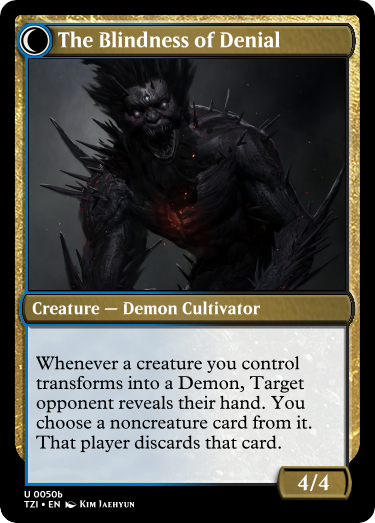 The Blindness of Denial
Creature — Demon Cultivator
Whenever a creature you control
transforms into a Demon, Target
opponent reveals their hand. You
choose a noncreature card from it.
That player discards that card.
4/4
U 0050b
TZI • EN Kim Jaehyun